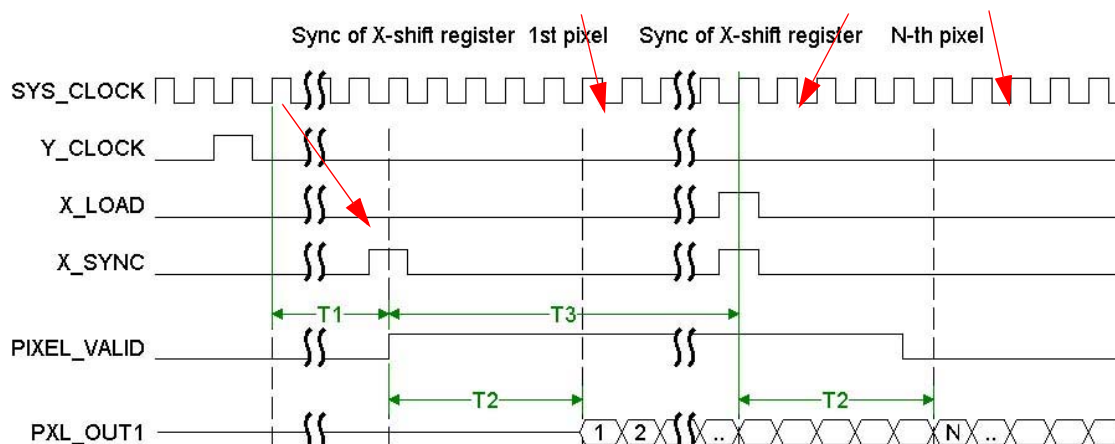 Sync of X-shift register 1st pixel Sync of X-shift register N-th pixel
SYS_CLOCK
Y_CLOCK
X_LOAD
X_SYNC
T1 T3
PIXEL_VALID
T2 T2
PXL_OUT1 1 2 .. N ..